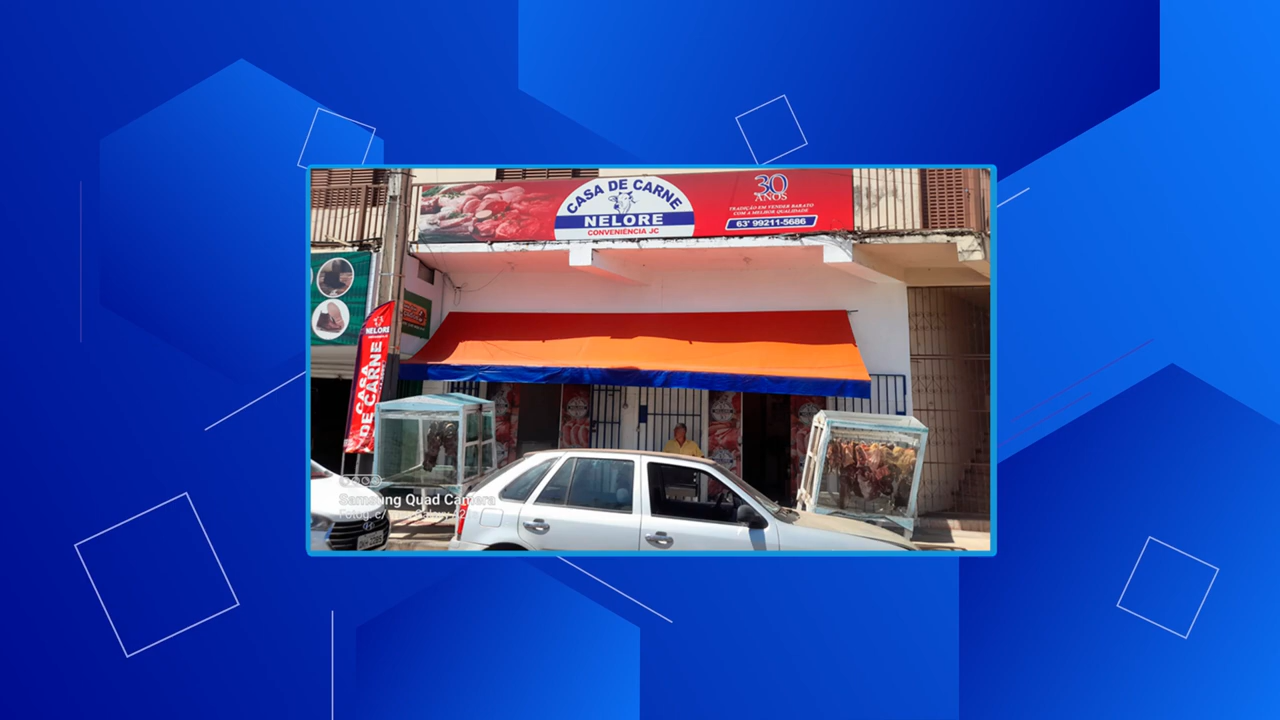 CASA DE CARNE
NELORE
CONVENIÊNCIA JC
30
ANOS
TRADIÇÃO EM VENDER BARATO
COM A MELHOR QUALIDADE
63' 99211-5686
NELORE
CASA
DE CARNE
Samsung Quad Camera